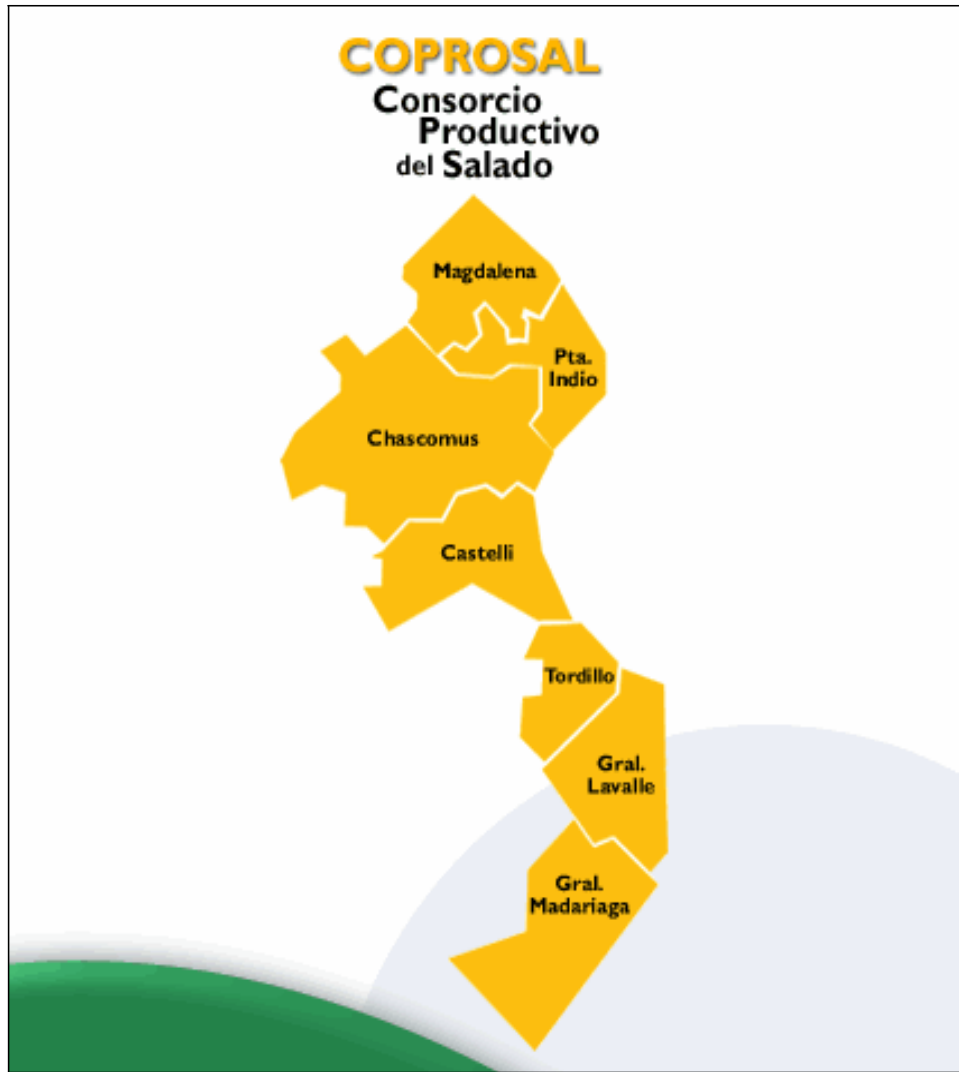 COPROSAL
Consorcio
Productivo
del Salado
Magdalena
Pta.
Indio
Chascomus
Castelli
Tordillo
Gral.
Lavalle
Gral.
Madariaga